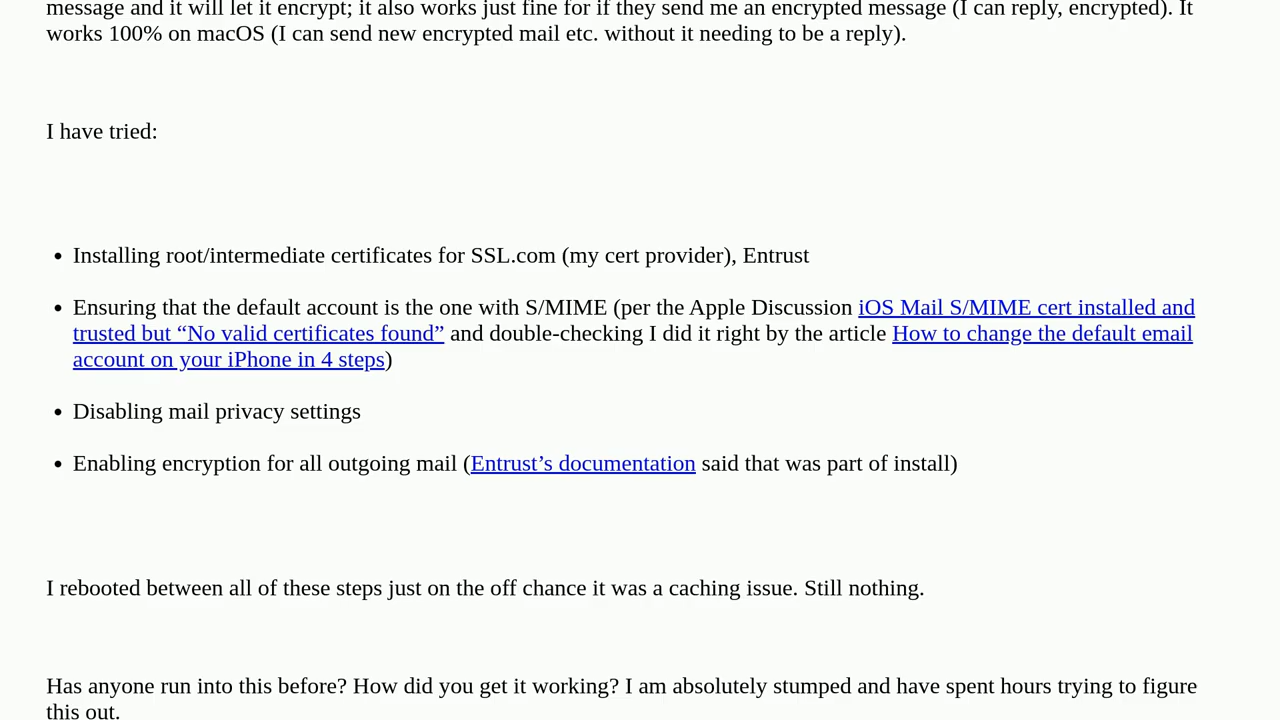 message and it will let it encrypt; it also works just fine for if they send me an encrypted message (I can reply, encrypted). It
works 100% on macOS (I can send new encrypted mail etc. without it needing to be a reply).
I have tried:
• Installing root/intermediate certificates for SSL.com (my cert provider), Entrust
• Ensuring that the default account is the one with S/MIME (per the Apple Discussion iOS Mail S/MIME cert installed and
trusted but “No valid certificates found” and double-checking I did it right by the article How to change the default email
account on your iPhone in 4 steps)
• Disabling mail privacy settings
• Enabling encryption for all outgoing mail (Entrust’s documentation said that was part of install)
I rebooted between all of these steps just on the off chance it was a caching issue. Still nothing.
Has anyone run into this before? How did you get it working? I am absolutely stumped and have spent hours trying to figure
this out.